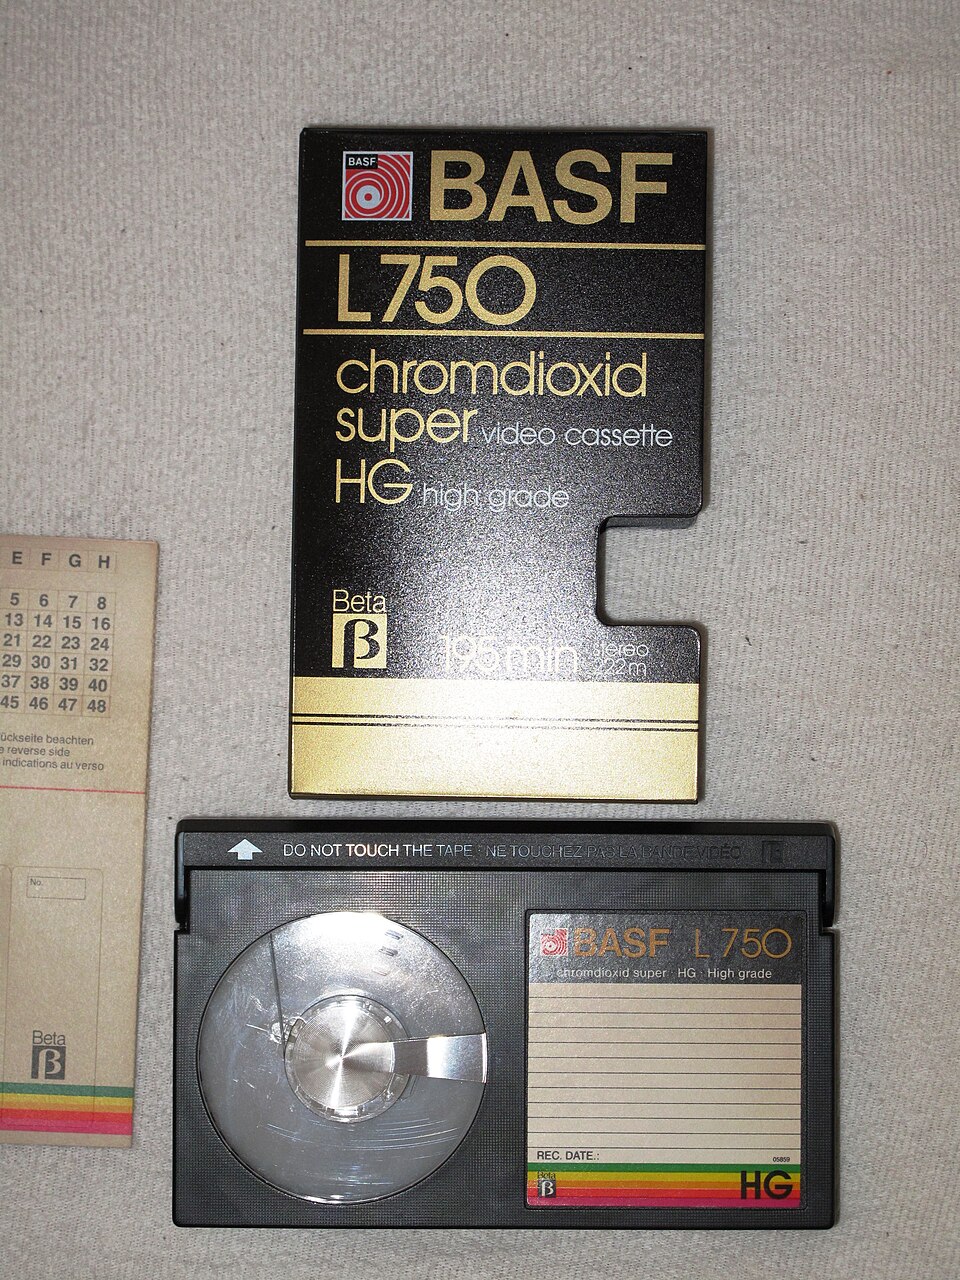 BASF
BASF
L750
chromdioxid
super video cassette
HG high grade
Beta
β
195 min stereo
222m
E F G H
5 6 7 8
13 14 15 16
21 22 23 24
29 30 31 32
37 38 39 40
45 46 47 48
ückseite beachten
e reverse side
indications au verso
No.
Beta
β
DO NOT TOUCH THE TAPE · NE TOUCHEZ PAS LA BANDE VIDÉO
BASF L 750
chromdioxid super · HG · High grade
REC. DATE.:
05859
Beta
β
HG